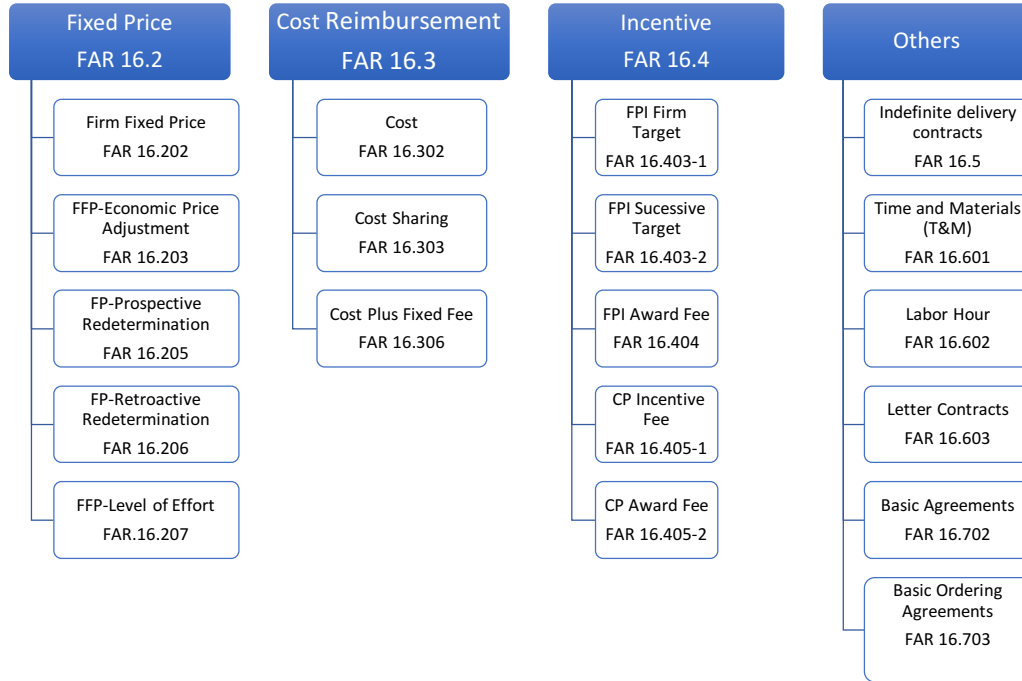 Fixed Price
FAR 16.2
Firm Fixed Price
FAR 16.202
FFP-Economic Price
Adjustment
FAR 16.203
FP-Prospective
Redetermination
FAR 16.205
FP-Retroactive
Redetermination
FAR 16.206
FFP-Level of Effort
FAR.16.207
Cost Reimbursement
FAR 16.3
Cost
FAR 16.302
Cost Sharing
FAR 16.303
Cost Plus Fixed Fee
FAR 16.306
Incentive
FAR 16.4
FPI Firm
Target
FAR 16.403-1
FPI Sucessive
Target
FAR 16.403-2
FPI Award Fee
FAR 16.404
CP Incentive
Fee
FAR 16.405-1
CP Award Fee
FAR 16.405-2
Others
Indefinite delivery
contracts
FAR 16.5
Time and Materials
(T&M)
FAR 16.601
Labor Hour
FAR 16.602
Letter Contracts
FAR 16.603
Basic Agreements
FAR 16.702
Basic Ordering
Agreements
FAR 16.703